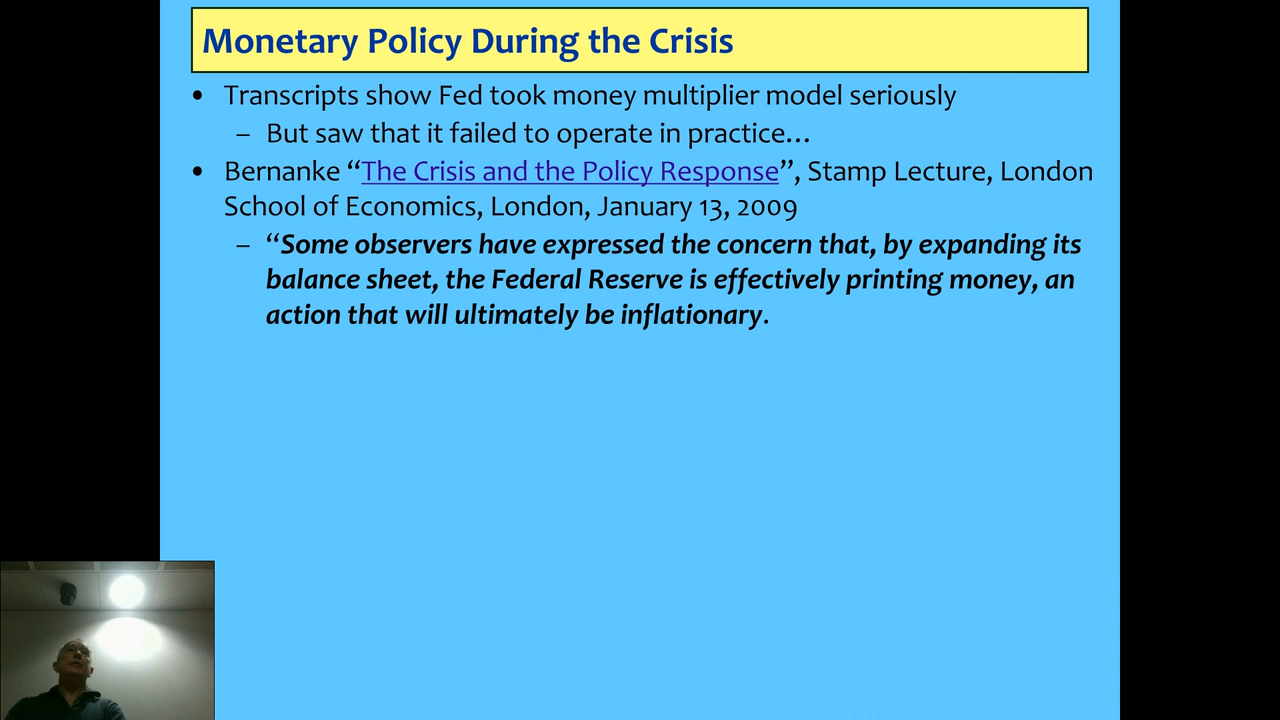 Monetary Policy During the Crisis
• Transcripts show Fed took money multiplier model seriously
– But saw that it failed to operate in practice…
• Bernanke “The Crisis and the Policy Response”, Stamp Lecture, London
School of Economics, London, January 13, 2009
– “Some observers have expressed the concern that, by expanding its
balance sheet, the Federal Reserve is effectively printing money, an
action that will ultimately be inflationary.